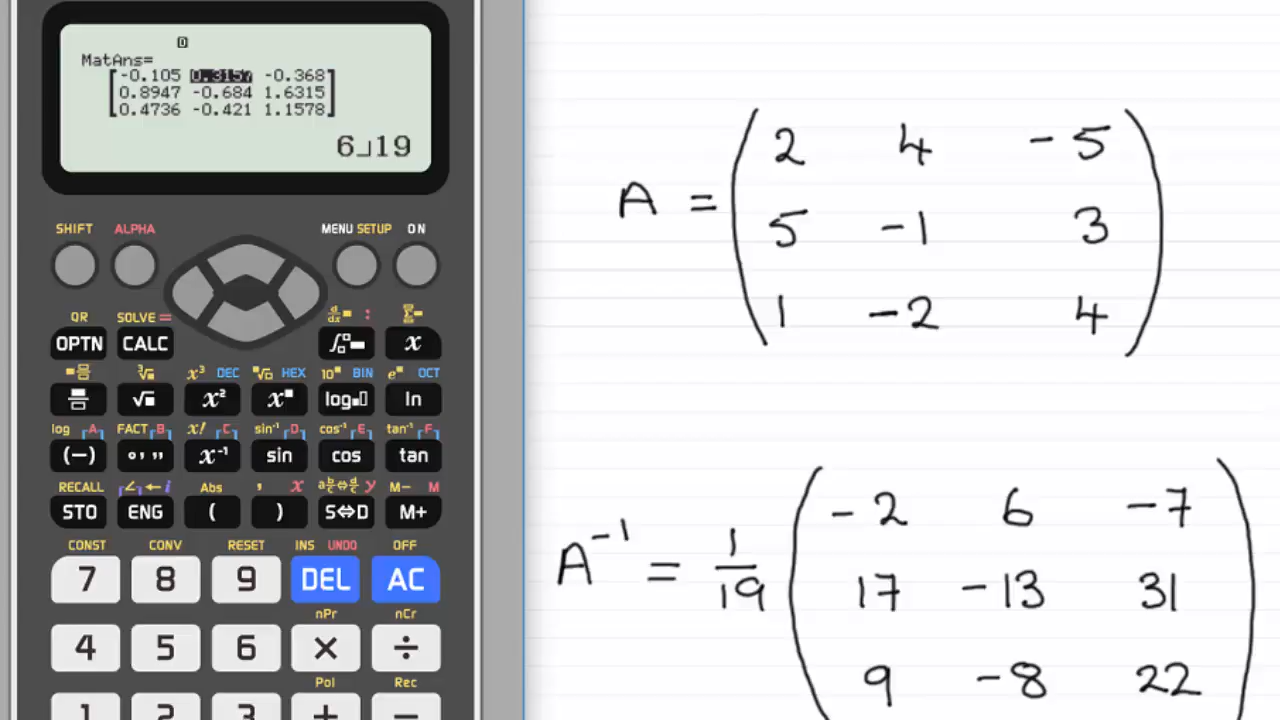 D
MatAns=
-0.105 0.3157 -0.368
0.8947 -0.684 1.6315
0.4736 -0.421 1.1578
6⌟19
SHIFT ALPHA MENU SETUP ON
QR SOLVE = d/dx■ : Σ=
OPTN CALC ∫■ x
■■/■ ³√■ x³ DEC ■√□ HEX 10■ BIN e■ OCT
■/■ √■ x² x■ log■□ ln
log A FACT B x! C sin⁻¹ D cos⁻¹ E tan⁻¹ F
(−) ° ’ ” x⁻¹ sin cos tan
RECALL ∠ ← i Abs , x a b/c⇔d/c y M− M
STO ENG ( ) S⇔D M+
CONST CONV RESET INS UNDO OFF
7 8 9 DEL AC
nPr nCr
4 5 6 × ÷
Pol Rec
1 2 3 + −
A = 2 4 -5
5 -1 3
1 -2 4
A⁻¹ = 1/19 -2 6 -7
17 -13 31
9 -8 22